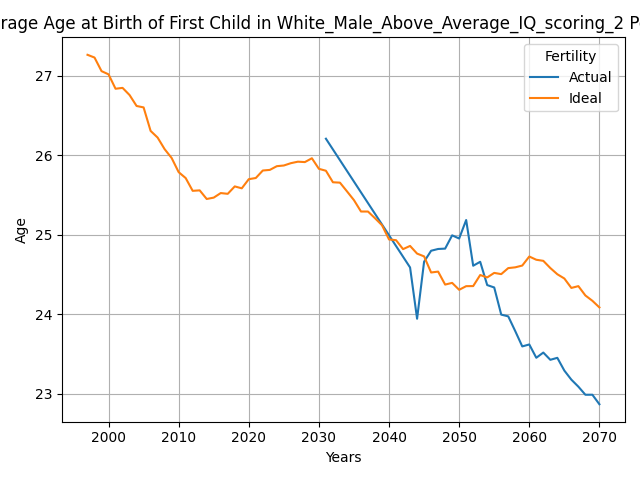 rage Age at Birth of First Child in White_Male_Above_Average_IQ_scoring_2 P
Fertility
Actual
Ideal
27
26
25
24
23
Age
2000
2010
2020
2030
2040
2050
2060
2070
Years